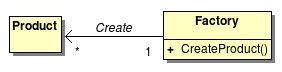 Product
Create
* 1
Factory
+ CreateProduct()